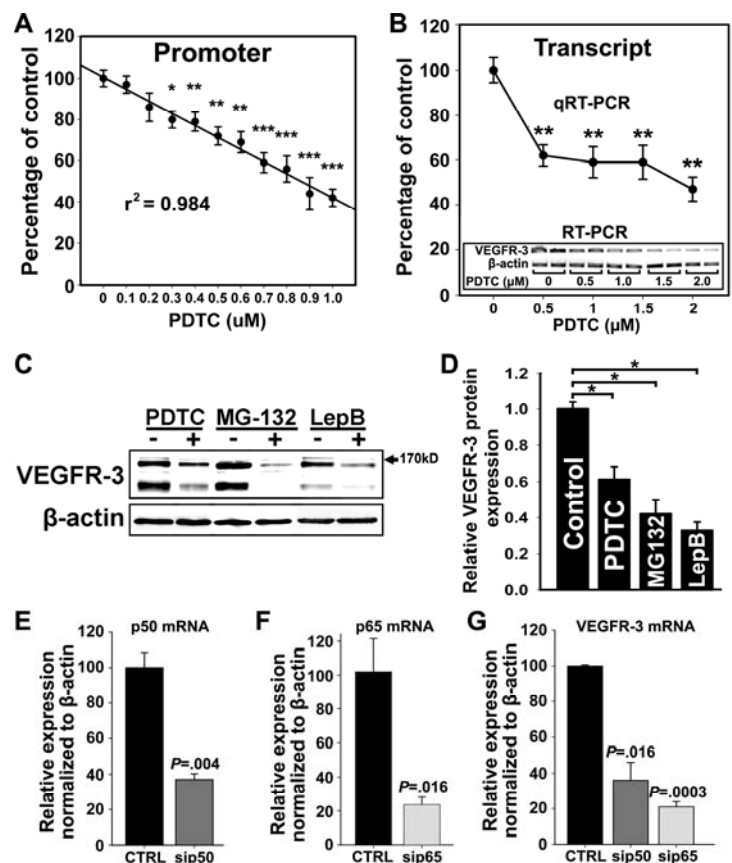 A
Promoter
Percentage of control
120
100
80
60
40
20
0
* ** ** ** *** *** *** ***
r² = 0.984
0 0.1 0.2 0.3 0.4 0.5 0.6 0.7 0.8 0.9 1.0
PDTC (uM)
B
Transcript
Percentage of control
120
100
80
60
40
20
0
qRT-PCR
** ** ** **
RT-PCR
VEGFR-3
β-actin
PDTC (μM) 0 0.5 1.0 1.5 2.0
0 0.5 1 1.5 2
PDTC (μM)
C
PDTC MG-132 LepB
- + - + - +
170kD
VEGFR-3
β-actin
D
Relative VEGFR-3 protein
expression
1.2
1.0
0.8
0.6
0.4
0.2
0.0
*
*
*
Control
PDTC
MG132
LepB
E
p50 mRNA
Relative expression
normalized to β-actin
120
100
80
60
40
20
0
P=.004
CTRL sip50
F
p65 mRNA
Relative expression
normalized to β-actin
120
100
80
60
40
20
0
P=.016
CTRL sip65
G
VEGFR-3 mRNA
Relative expression
normalized to β-actin
120
100
80
60
40
20
0
P=.016
P=.0003
CTRL sip50 sip65